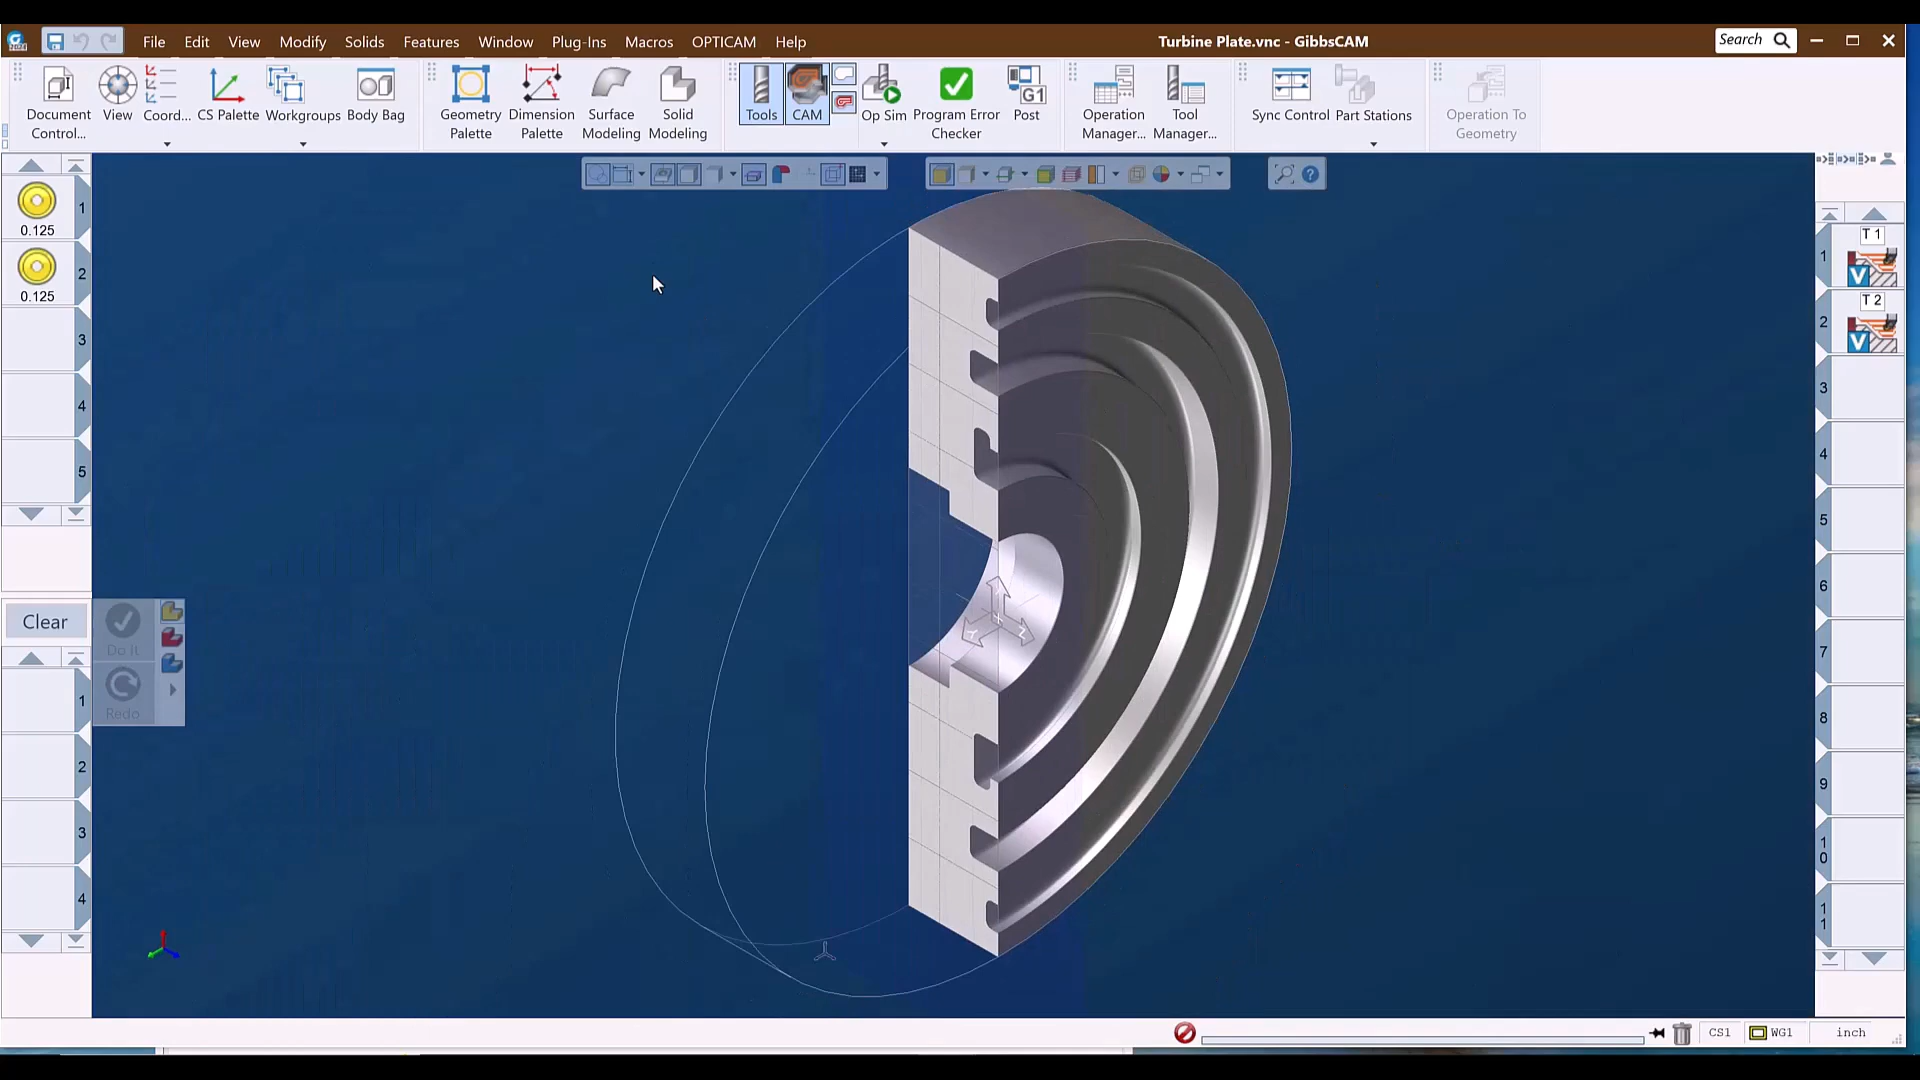 File Edit View Modify Solids Features Window Plug-Ins Macros OPTICAM Help
Turbine Plate.vnc - GibbsCAM
Search
Document Control...
View
Coord...
CS Palette
Workgroups
Body Bag
Geometry Palette
Dimension Palette
Surface Modeling
Solid Modeling
Tools
CAM
Op Sim
Program Error Checker
G1
Post
Operation Manager...
Tool Manager...
Sync Control
Part Stations
Operation To Geometry
1
0.125
2
0.125
3
4
5
Clear
Do It
Redo
1
2
3
4
Y
Z
T 1
1
V
T 2
2
V
3
4
5
6
7
8
9
10
11
CS1
WG1
inch